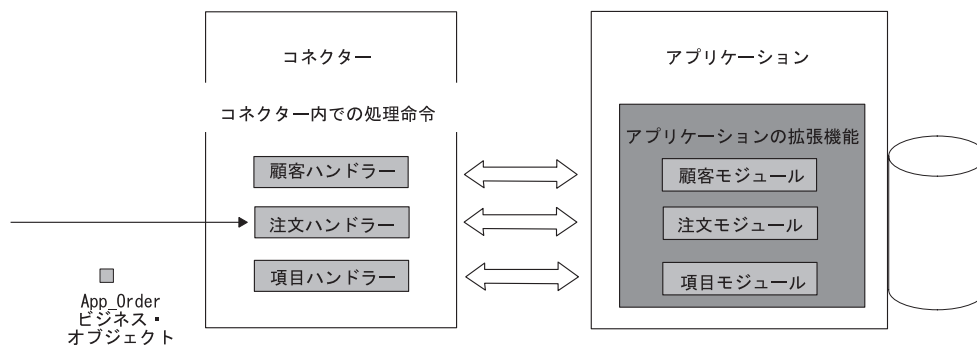 コネクター
コネクター内での処理命令
顧客ハンドラー
注文ハンドラー
項目ハンドラー
App_Order
ビジネス・
オブジェクト
アプリケーション
アプリケーションの拡張機能
顧客モジュール
注文モジュール
項目モジュール